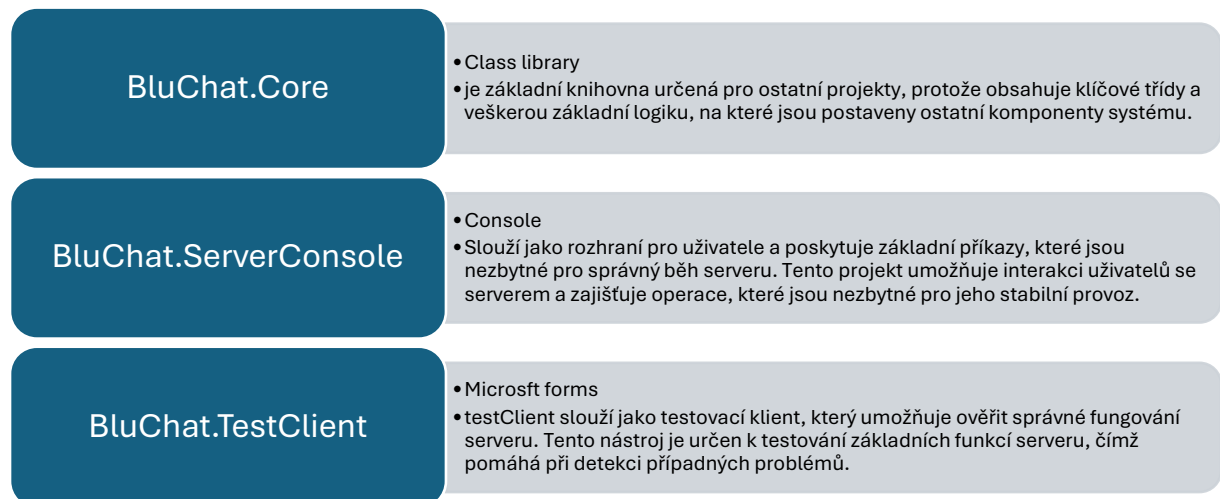 BluChat.Core
•Class library
•je základní knihovna určená pro ostatní projekty, protože obsahuje klíčové třídy a
veškerou základní logiku, na které jsou postaveny ostatní komponenty systému.
BluChat.ServerConsole
•Console
•Slouží jako rozhraní pro uživatele a poskytuje základní příkazy, které jsou
nezbytné pro správný běh serveru. Tento projekt umožňuje interakci uživatelů se
serverem a zajišťuje operace, které jsou nezbytné pro jeho stabilní provoz.
BluChat.TestClient
•Microsft forms
•testClient slouží jako testovací klient, který umožňuje ověřit správné fungování
serveru. Tento nástroj je určen k testování základních funkcí serveru, čímž
pomáhá při detekci případných problémů.